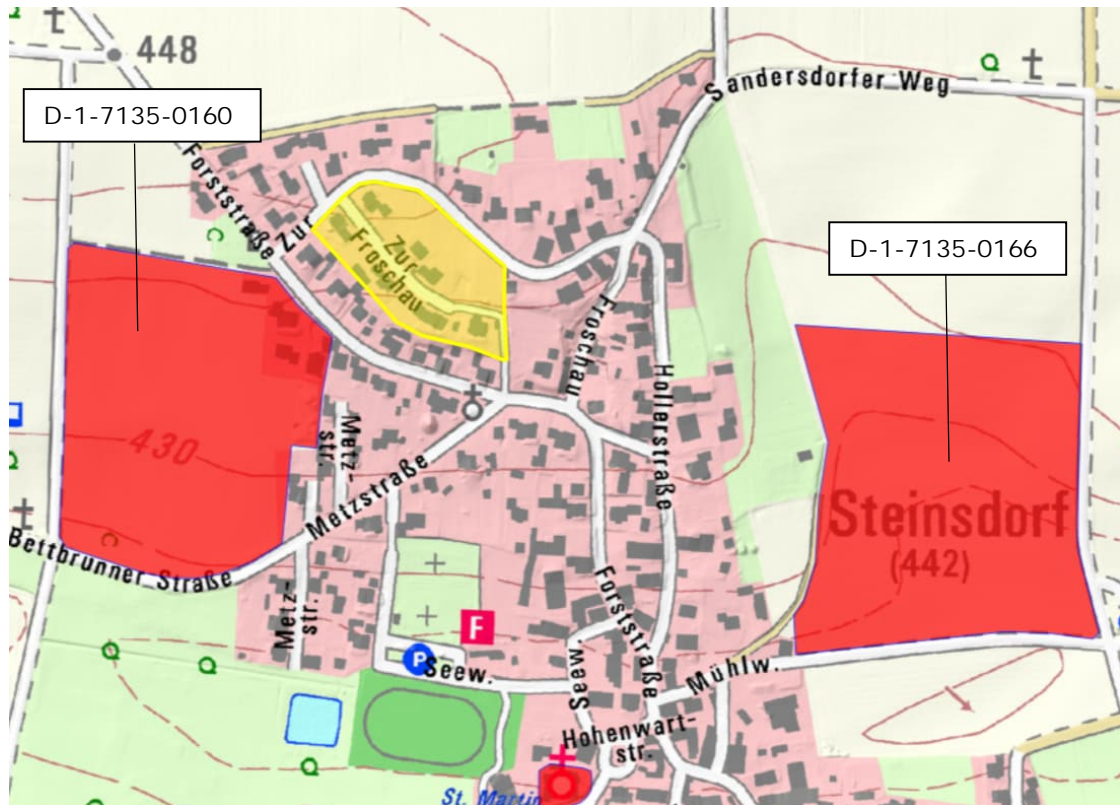 448
D-1-7135-0160
Sandersdorfer Weg
Forststraße
Zur
Zur
Froschau
D-1-7135-0166
Froschau
Hollerstraße
430
Metz-
str.
Metzstraße
Steinsdorf
(442)
Bettbrunner Straße
Metz-
str.
F
Forststraße
P
Seew.
Seew.
Mühlw.
Hohenwart-
str.
St. Martin